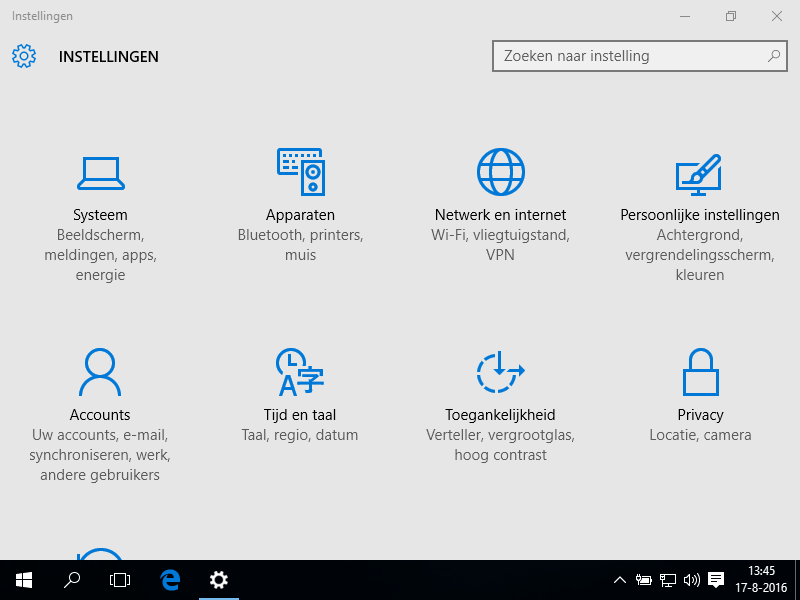 Instellingen
INSTELLINGEN
Zoeken naar instelling
Systeem
Beeldscherm,
meldingen, apps,
energie
Apparaten
Bluetooth, printers,
muis
Netwerk en internet
Wi-Fi, vliegtuigstand,
VPN
Persoonlijke instellingen
Achtergrond,
vergrendelingsscherm,
kleuren
Accounts
Uw accounts, e-mail,
synchroniseren, werk,
andere gebruikers
A字
Tijd en taal
Taal, regio, datum
Toegankelijkheid
Verteller, vergrootglas,
hoog contrast
Privacy
Locatie, camera
13:45
17-8-2016